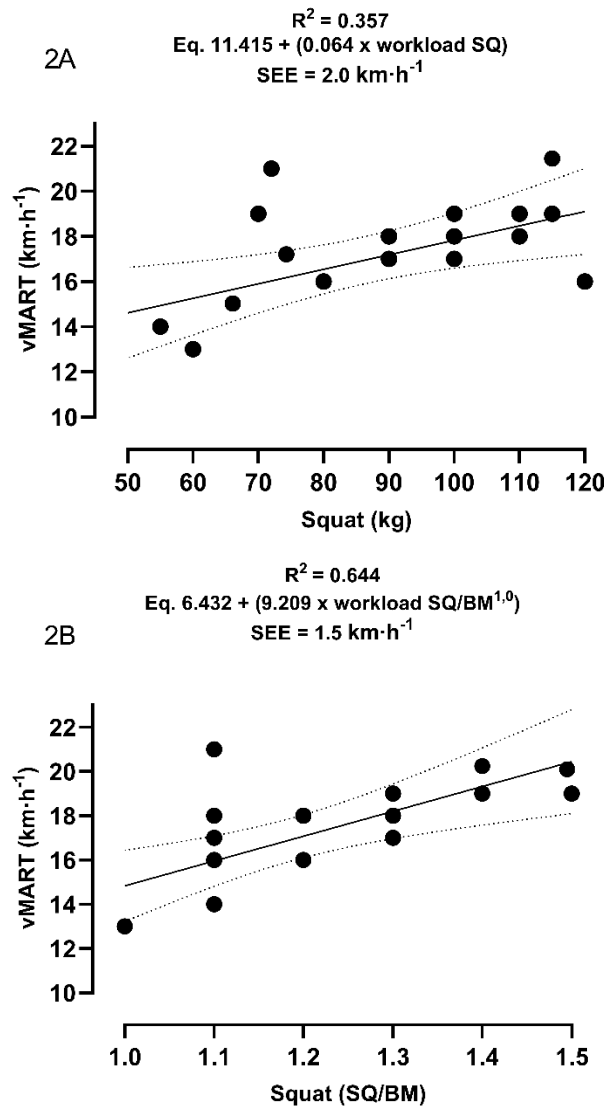 R² = 0.357
Eq. 11.415 + (0.064 x workload SQ)
SEE = 2.0 km·h⁻¹
2A
vMART (km·h⁻¹)
22
20
18
16
14
12
10
50 60 70 80 90 100 110 120
Squat (kg)
R² = 0.644
Eq. 6.432 + (9.209 x workload SQ/BM¹,⁰)
SEE = 1.5 km·h⁻¹
2B
vMART (km·h⁻¹)
22
20
18
16
14
12
10
1.0 1.1 1.2 1.3 1.4 1.5
Squat (SQ/BM)